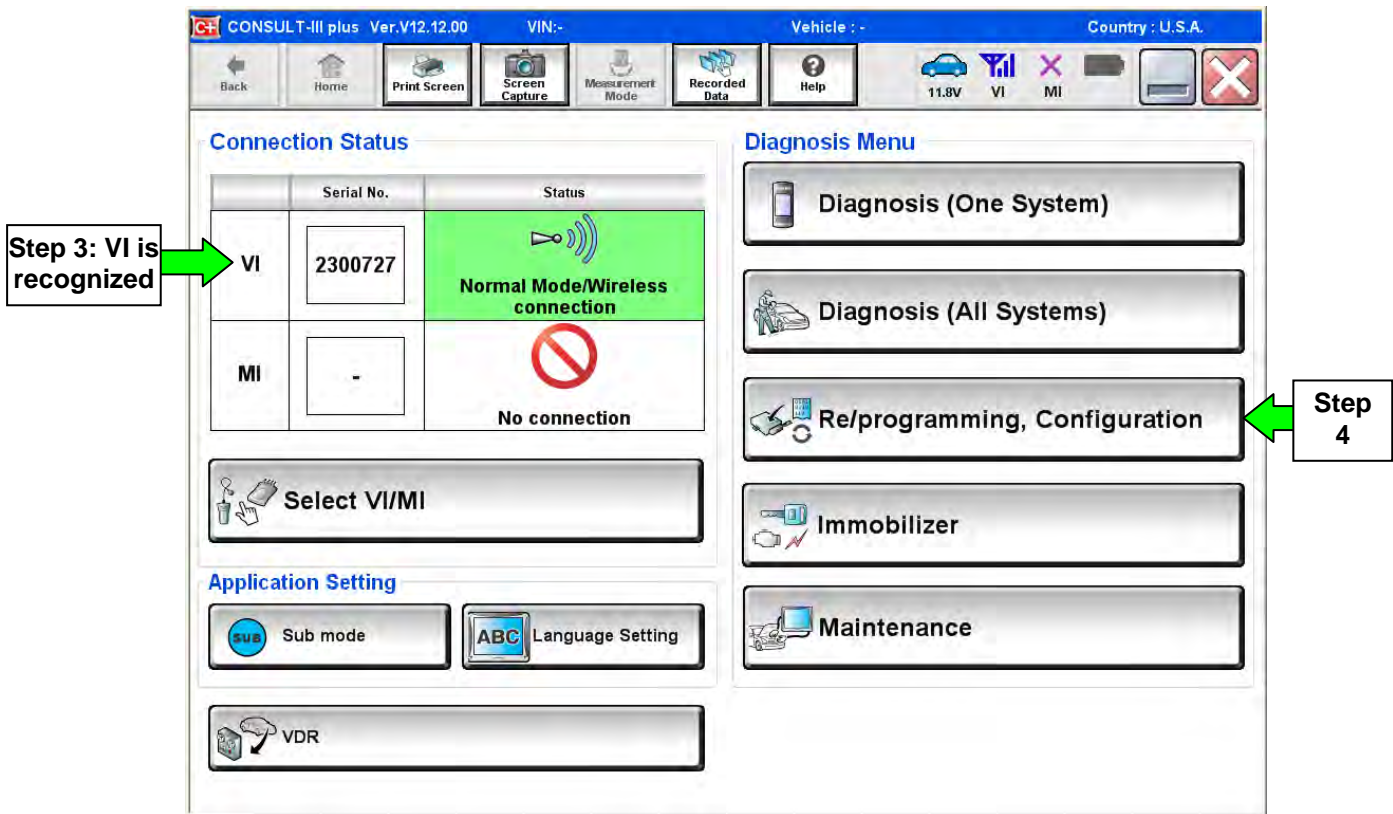 C+ CONSULT-III plus Ver.V12.12.00 VIN:- Vehicle : - Country : U.S.A.
Back
Home
Print Screen
Screen
Capture
Measurement
Mode
Recorded
Data
Help
11.8V
VI
MI
Connection Status
Serial No.
Status
VI
2300727
Normal Mode/Wireless
connection
MI
-
No connection
Select VI/MI
Application Setting
SUB
Sub mode
ABC
Language Setting
VDR
Diagnosis Menu
Diagnosis (One System)
Diagnosis (All Systems)
Re/programming, Configuration
Immobilizer
Maintenance
Step 3: VI is
recognized
Step
4